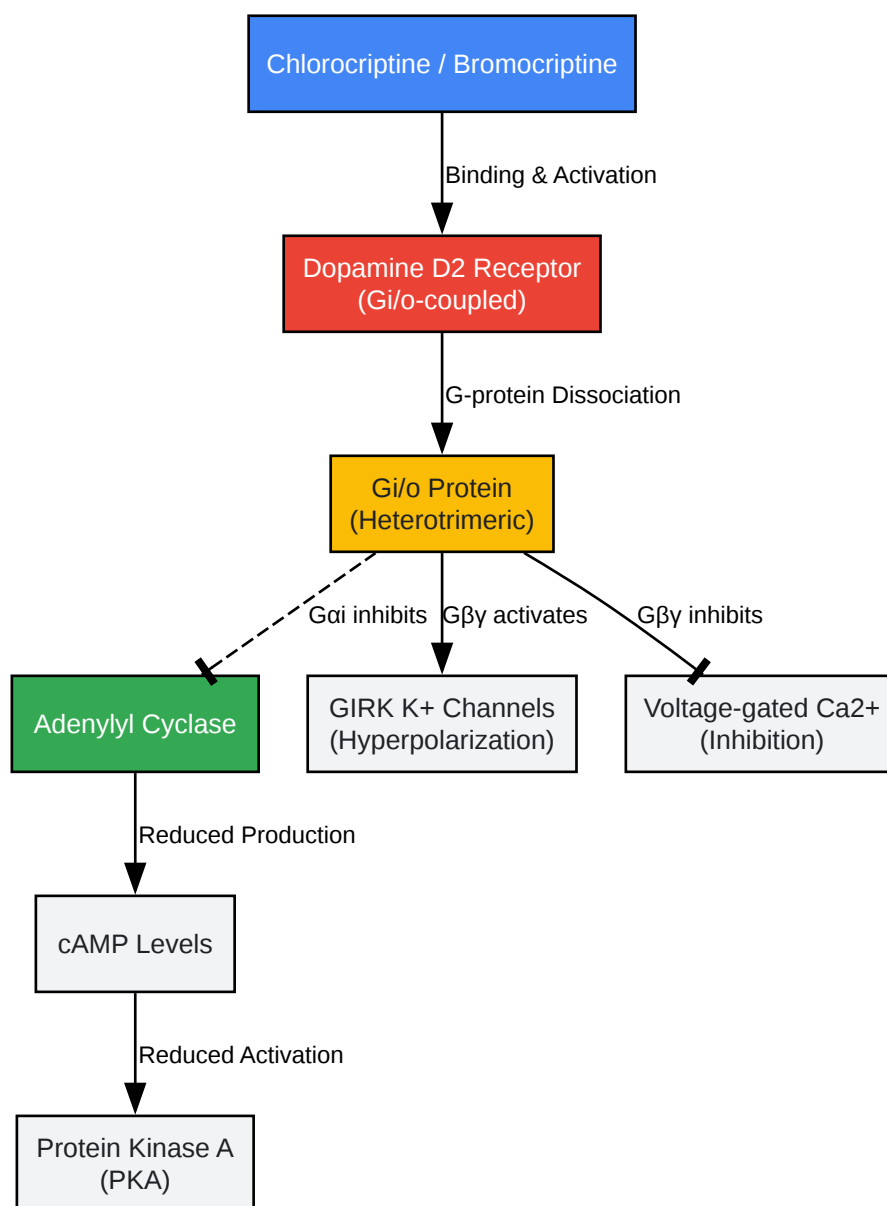 Chlorocriptine / Bromocriptine
Binding & Activation
Dopamine D2 Receptor
(Gi/o-coupled)
G-protein Dissociation
Gi/o Protein
(Heterotrimeric)
Gαi inhibits
Gβγ activates
Gβγ inhibits
Adenylyl Cyclase
GIRK K+ Channels
(Hyperpolarization)
Voltage-gated Ca2+
(Inhibition)
Reduced Production
cAMP Levels
Reduced Activation
Protein Kinase A
(PKA)